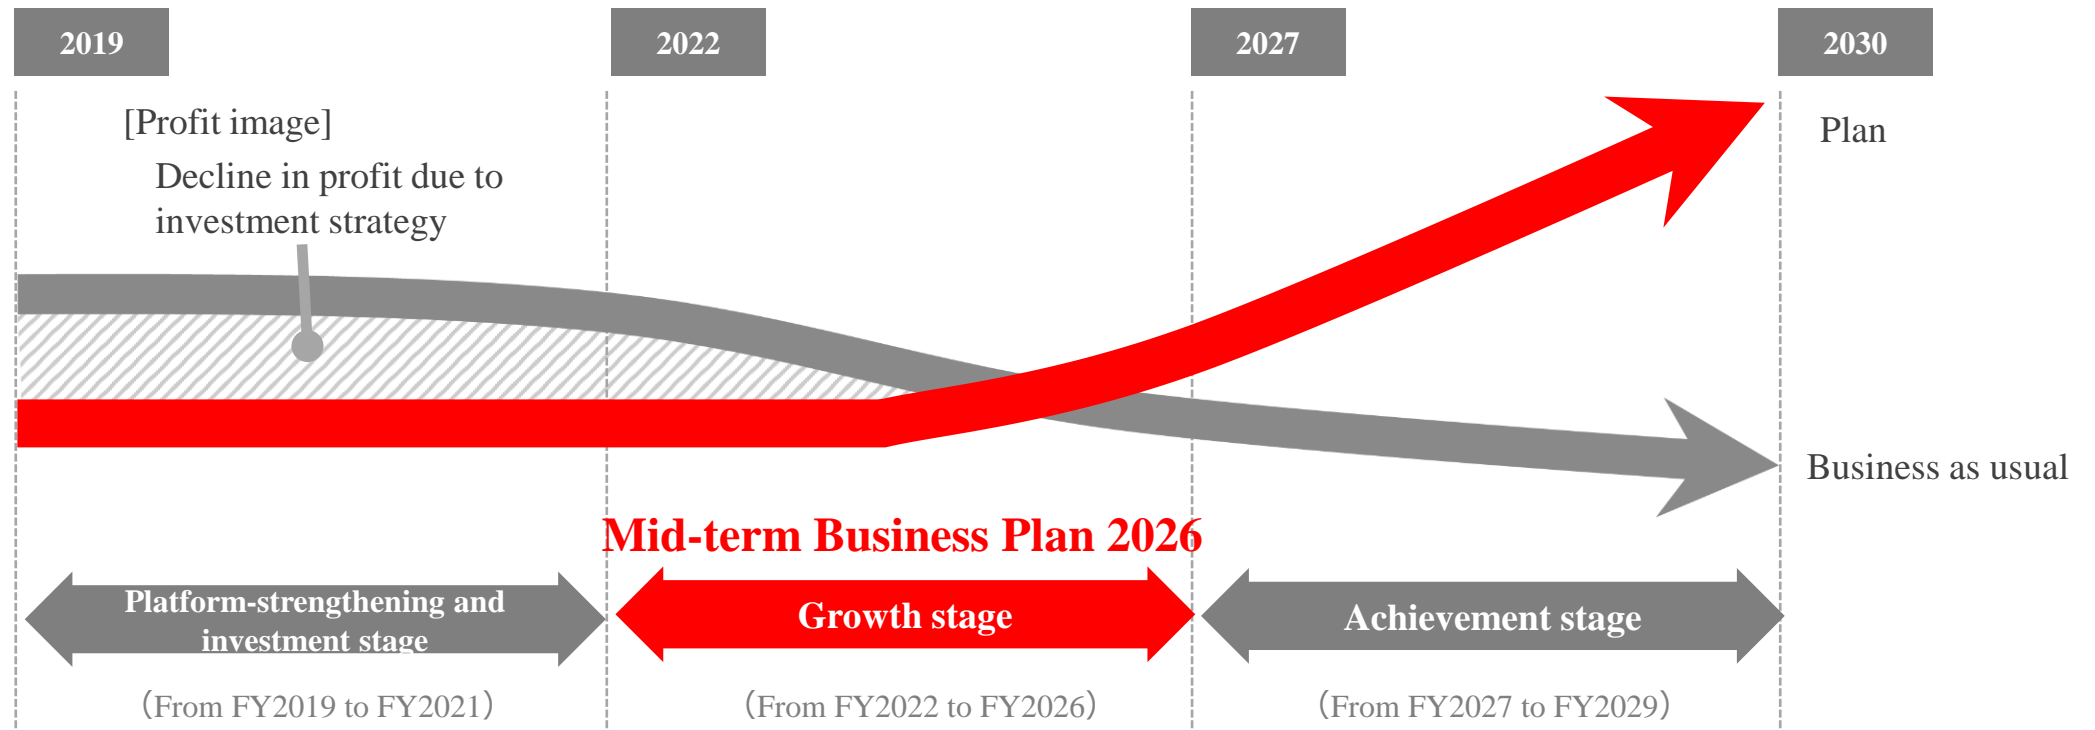 2019
2022
2027
2030
[Profit image]
Decline in profit due to
investment strategy
Plan
Business as usual
Mid-term Business Plan 2026
Platform-strengthening and
investment stage
Growth stage
Achievement stage
(From FY2019 to FY2021)
(From FY2022 to FY2026)
(From FY2027 to FY2029)